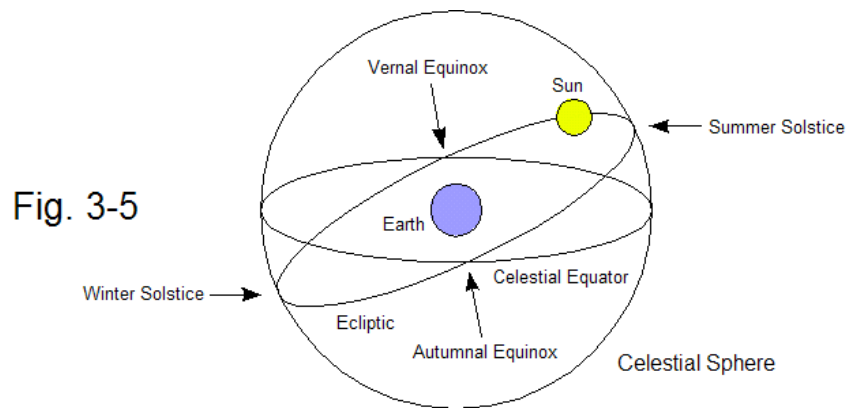 Vernal Equinox
Sun
Summer Solstice
Fig. 3-5
Earth
Celestial Equator
Winter Solstice
Ecliptic
Autumnal Equinox
Celestial Sphere